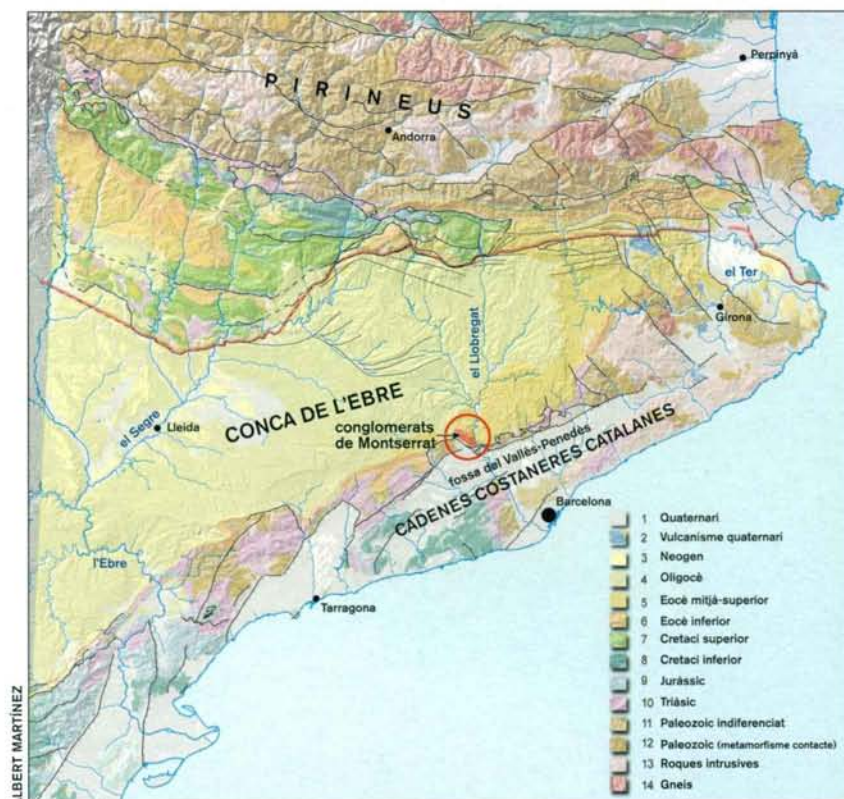 Perpinyà
PIRINEUS
Andorra
el Ter
Girona
el Llobregat
CONCA DE L'EBRE
el Segre
Lleida
conglomerats
de Montserrat
fossa del Vallès-Penedès
CADENES COSTANERES CATALANES
Barcelona
l'Ebre
Tarragona
1 Quaternari
2 Vulcanisme quaternari
3 Neogen
4 Oligocè
5 Eocè mitjà-superior
6 Eocè inferior
7 Cretaci superior
8 Cretaci inferior
9 Juràssic
10 Triàsic
11 Paleozoic indiferenciat
12 Paleozoic (metamorfisme contacte)
13 Roques intrusives
14 Gneis
ALBERT MARTÍNEZ